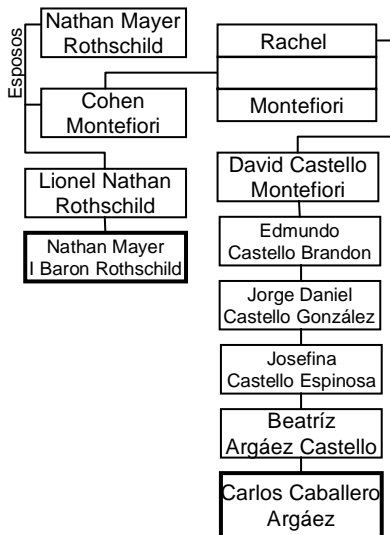 Nathan Mayer
Rothschild
Esposos
Cohen
Montefiori
Lionel Nathan
Rothschild
Nathan Mayer
I Baron Rothschild
Rachel
Montefiori
David Castello
Montefiori
Edmundo
Castello Brandon
Jorge Daniel
Castello González
Josefina
Castello Espinosa
Beatríz
Argáez Castello
Carlos Caballero
Argáez